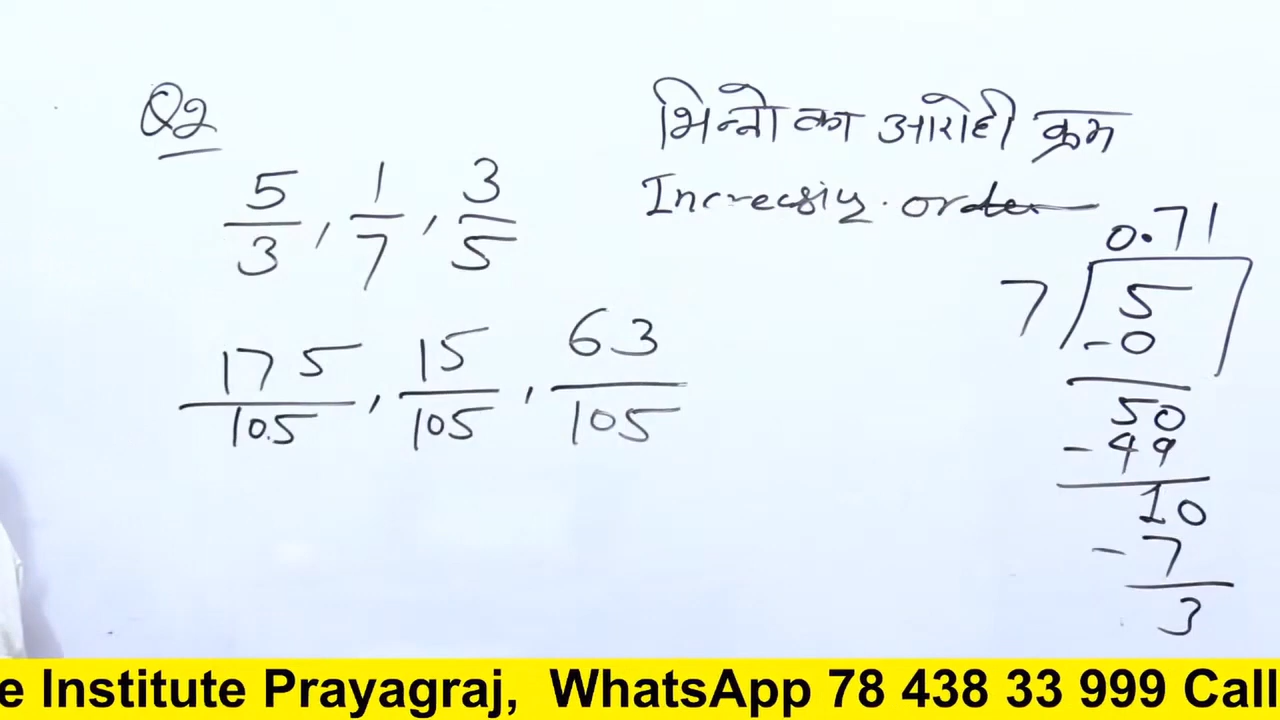 Q2
5/3, 1/7, 3/5
175/105, 15/105, 63/105
भिन्नो का आरोही क्रम
Increasing order
0.71
7 5
-0
50
-49
10
-7
3
e Institute Prayagraj, WhatsApp 78 438 33 999 Call